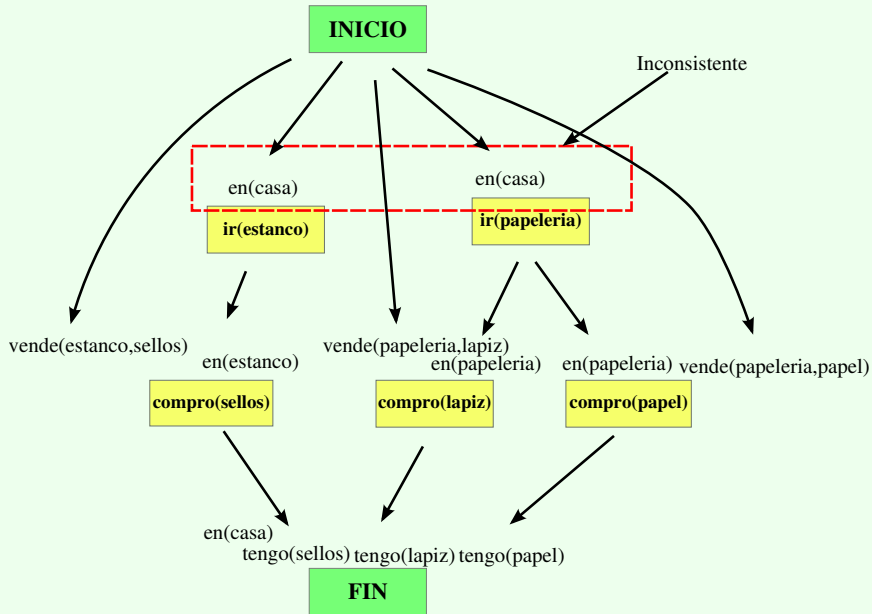 INICIO
Inconsistente
en(casa)
en(casa)
ir(estanco)
ir(papeleria)
vende(estanco,sellos)
vende(papeleria,lapiz)
en(estanco)
en(papeleria)
en(papeleria)
vende(papeleria,papel)
compro(sellos)
compro(lapiz)
compro(papel)
en(casa)
tengo(sellos)
tengo(lapiz)
tengo(papel)
FIN